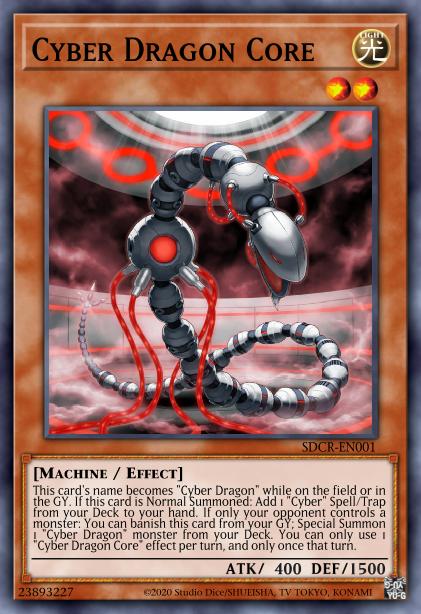 CYBER DRAGON CORE
LIGHT
光
SDCR-EN001
[MACHINE / EFFECT]
This card's name becomes "Cyber Dragon" while on the field or in
the GY. If this card is Normal Summoned: Add 1 "Cyber" Spell/Trap
from your Deck to your hand. If only your opponent controls a
monster: You can banish this card from your GY; Special Summon
1 "Cyber Dragon" monster from your Deck. You can only use 1
"Cyber Dragon Core" effect per turn, and only once that turn.
ATK/ 400 DEF/1500
23893227 ©2020 Studio Dice/SHUEISHA, TV TOKYO, KONAMI